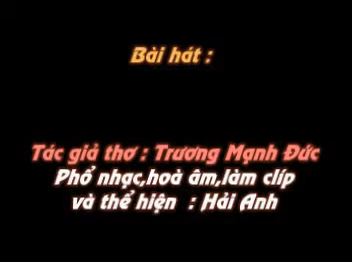 Bài hát :
Tác giả thơ : Trương Mạnh Đức
Phổ nhạc,hoà âm,làm clíp
và thể hiện  : Hải Anh